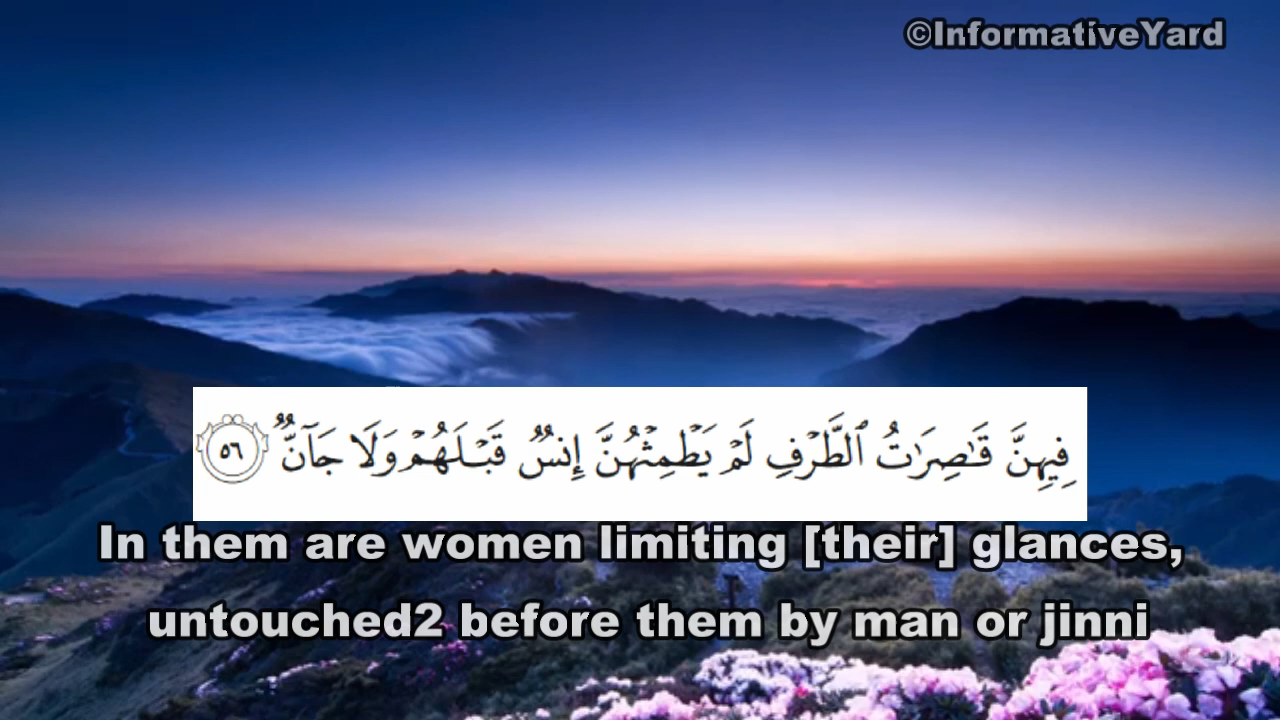 ©InformativeYard
فِيهِنَّ قَٰصِرَٰتُ ٱلطَّرْفِ لَمْ يَطْمِثْهُنَّ إِنسٌ قَبْلَهُمْ وَلَا جَآنٌّ ٥٦
In them are women limiting [their] glances,
untouched2 before them by man or jinni